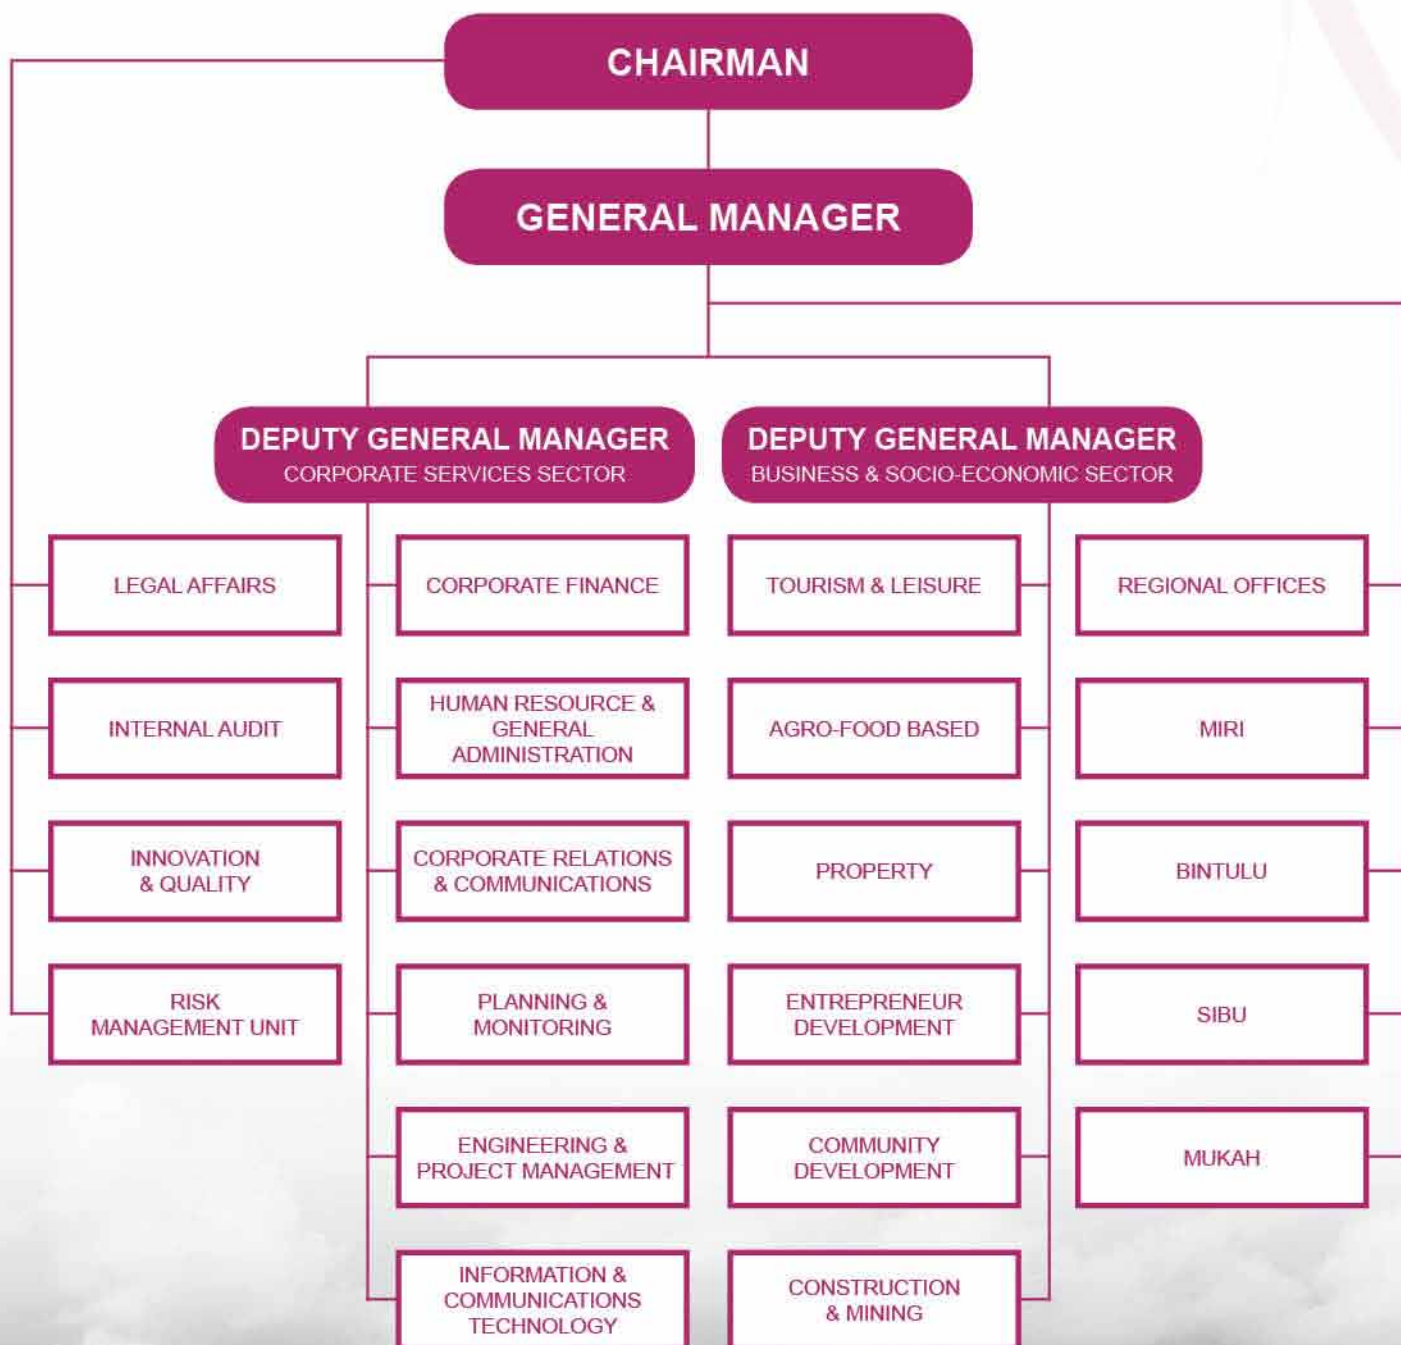 CHAIRMAN
GENERAL MANAGER
DEPUTY GENERAL MANAGER
CORPORATE SERVICES SECTOR
DEPUTY GENERAL MANAGER
BUSINESS & SOCIO-ECONOMIC SECTOR
LEGAL AFFAIRS
INTERNAL AUDIT
INNOVATION
& QUALITY
RISK
MANAGEMENT UNIT
CORPORATE FINANCE
HUMAN RESOURCE &
GENERAL
ADMINISTRATION
CORPORATE RELATIONS
& COMMUNICATIONS
PLANNING &
MONITORING
ENGINEERING &
PROJECT MANAGEMENT
INFORMATION &
COMMUNICATIONS
TECHNOLOGY
TOURISM & LEISURE
AGRO-FOOD BASED
PROPERTY
ENTREPRENEUR
DEVELOPMENT
COMMUNITY
DEVELOPMENT
CONSTRUCTION
& MINING
REGIONAL OFFICES
MIRI
BINTULU
SIBU
MUKAH